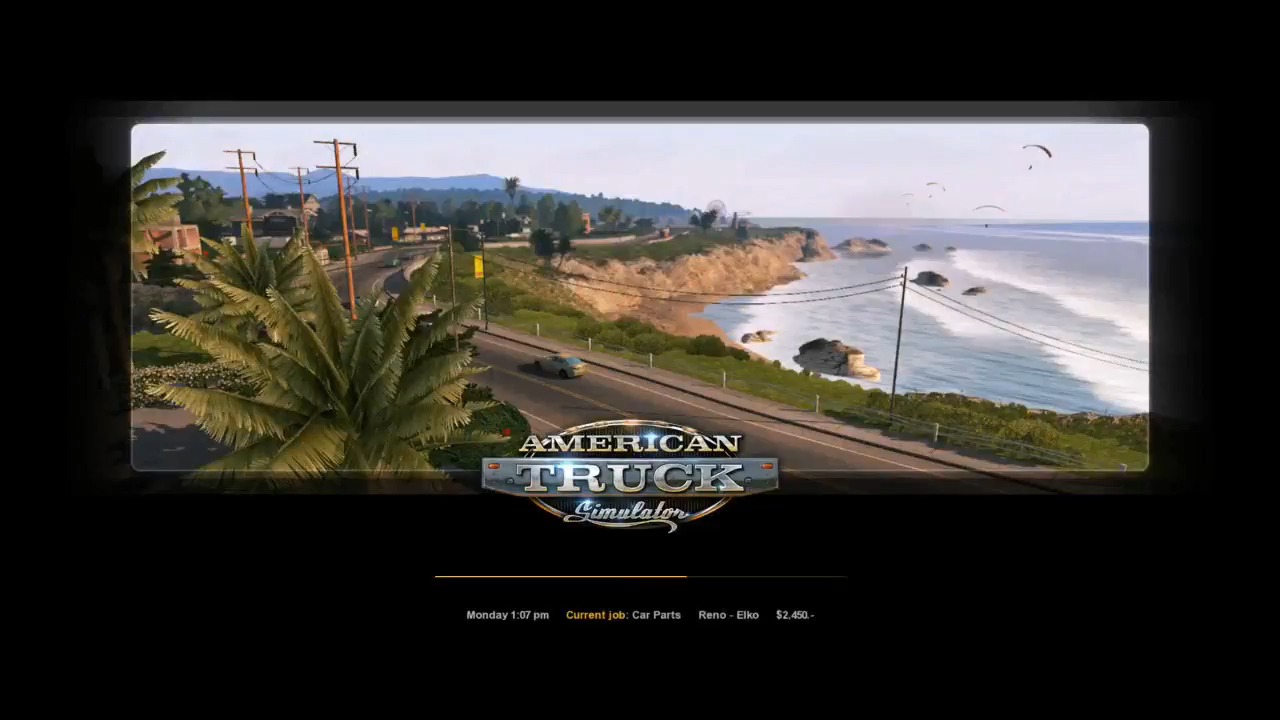 AMERICAN
TRUCK
Simulator
Monday 1:07 pm Current job: Car Parts Reno - Elko $2,450.-